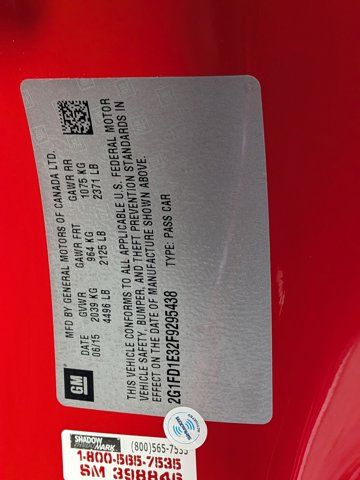 MFD BY GENERAL MOTORS OF CANADA LTD.
DATE GVWR GAWR FRT GAWR RR
06/15 2039 KG 964 KG 1075 KG
4496 LB 2125 LB 2371 LB
THIS VEHICLE CONFORMS TO ALL APPLICABLE U.S. FEDERAL MOTOR
VEHICLE SAFETY, BUMPER, AND THEFT PREVENTION STANDARDS IN
EFFECT ON THE DATE OF MANUFACTURE SHOWN ABOVE.
TYPE: PASS CAR
2G1FD1E32F9295438
GM
SHADOW MARK (800)565-7535
1-800-565-7535
SM 398846